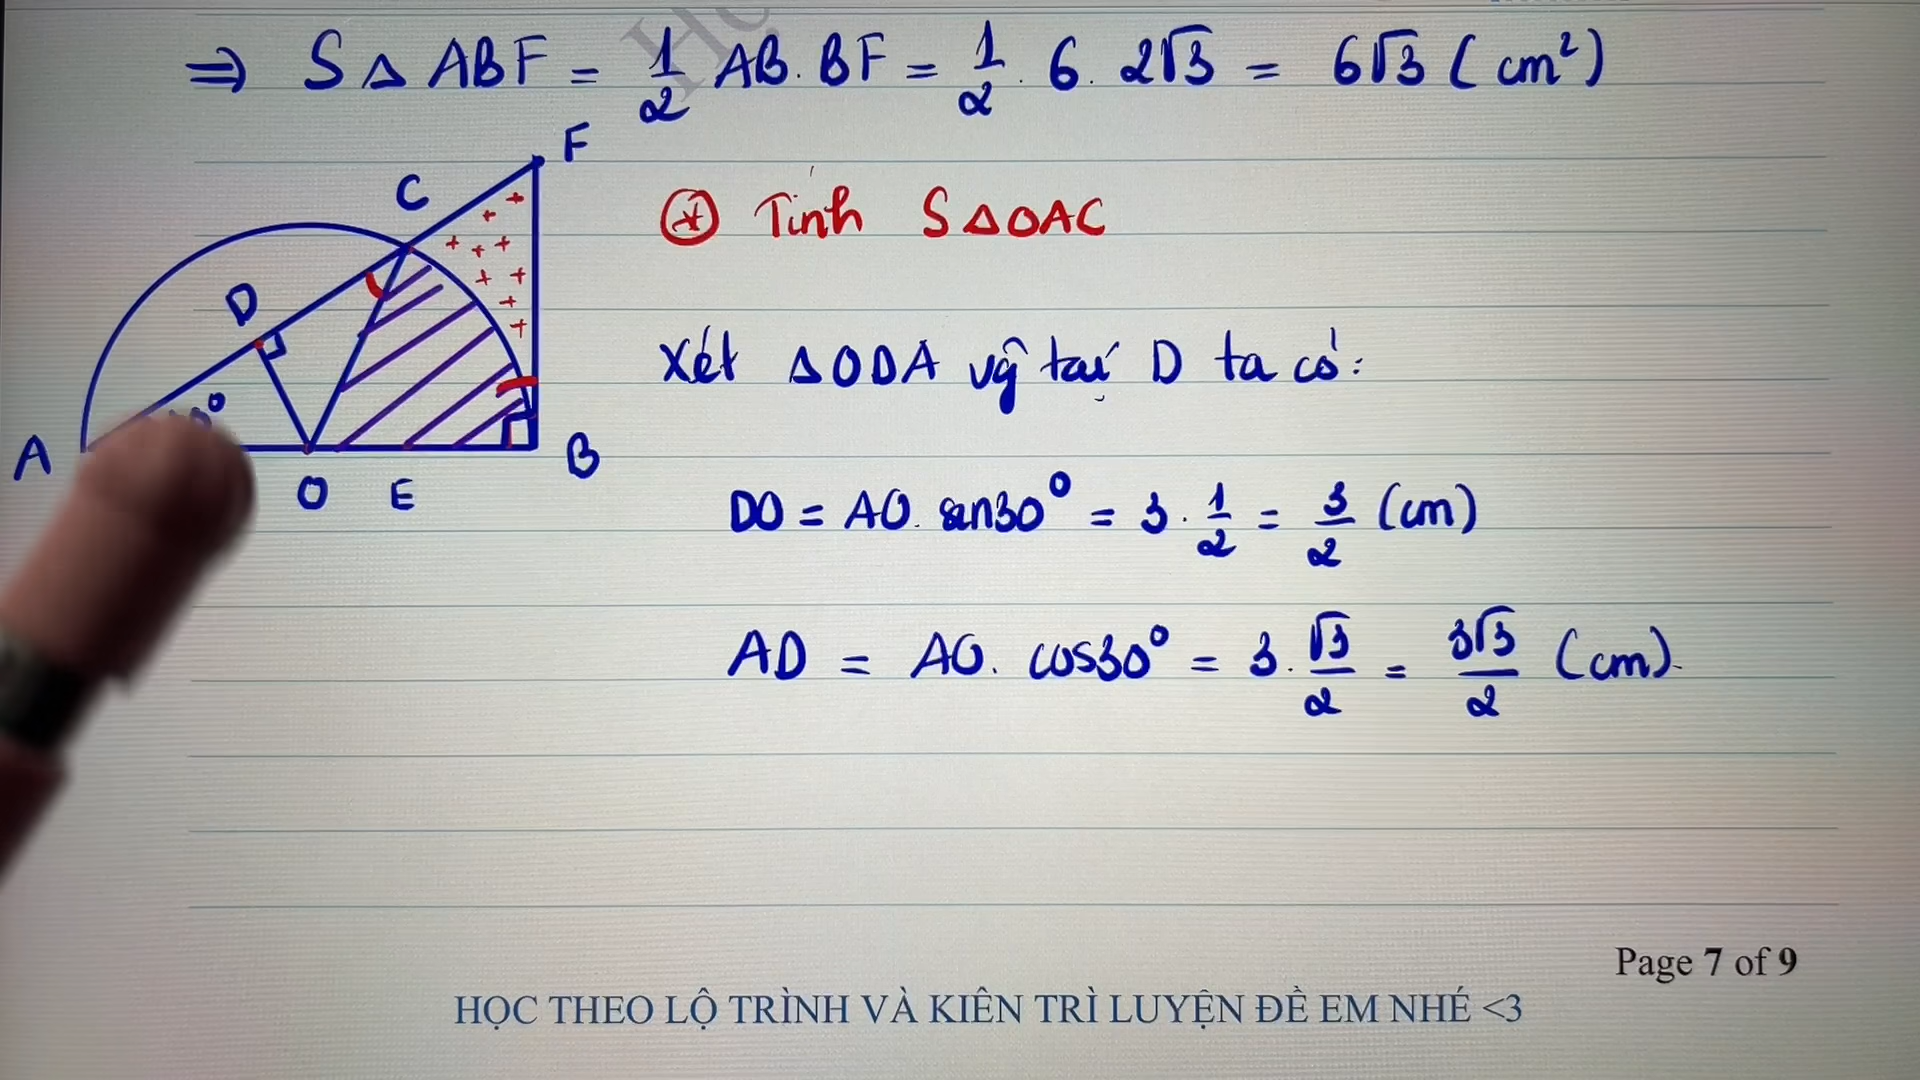 ⇒ S △ ABF = 1/2 AB. BF = 1/2 . 6. 2√3 = 6√3 ( cm²)
F
C
D
A
O E
B
⊛ Tính S△OAC
Xét △ODA vg tại D ta có:
DO = AO. sin30° = 3. 1/2 = 3/2 (cm)
AD = AO. cos30° = 3. √3/2 = 3√3/2 (cm).
Page 7 of 9
HỌC THEO LỘ TRÌNH VÀ KIÊN TRÌ LUYỆN ĐỀ EM NHÉ <3